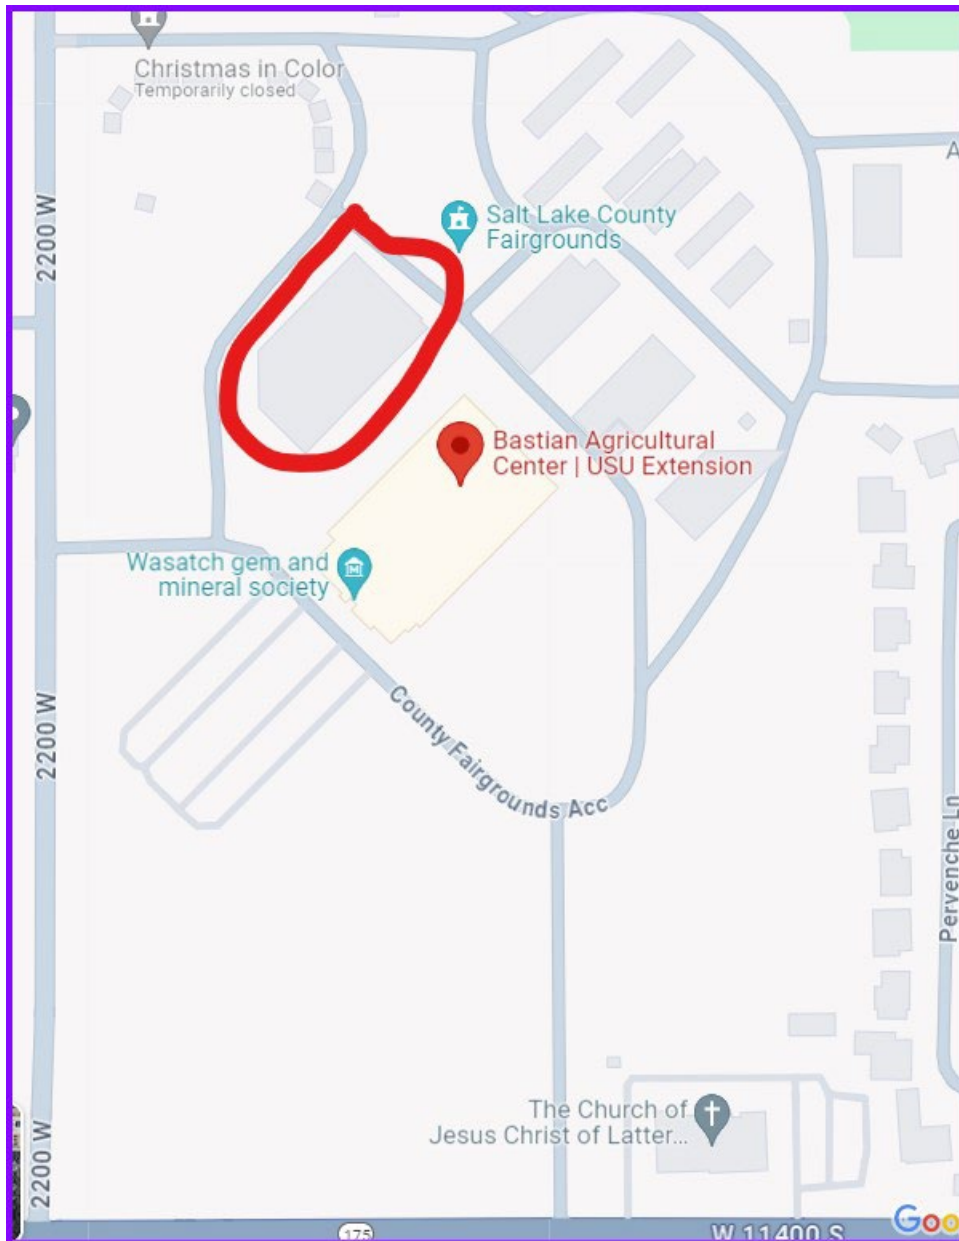 Christmas in Color
Temporarily closed
2200 W
Salt Lake County
Fairgrounds
Bastian Agricultural
Center | USU Extension
Wasatch gem and
mineral society
2200 W
County Fairgrounds Acc
Pervenche Ln
The Church of
Jesus Christ of Latter...
2200 W
175
W 11400 S